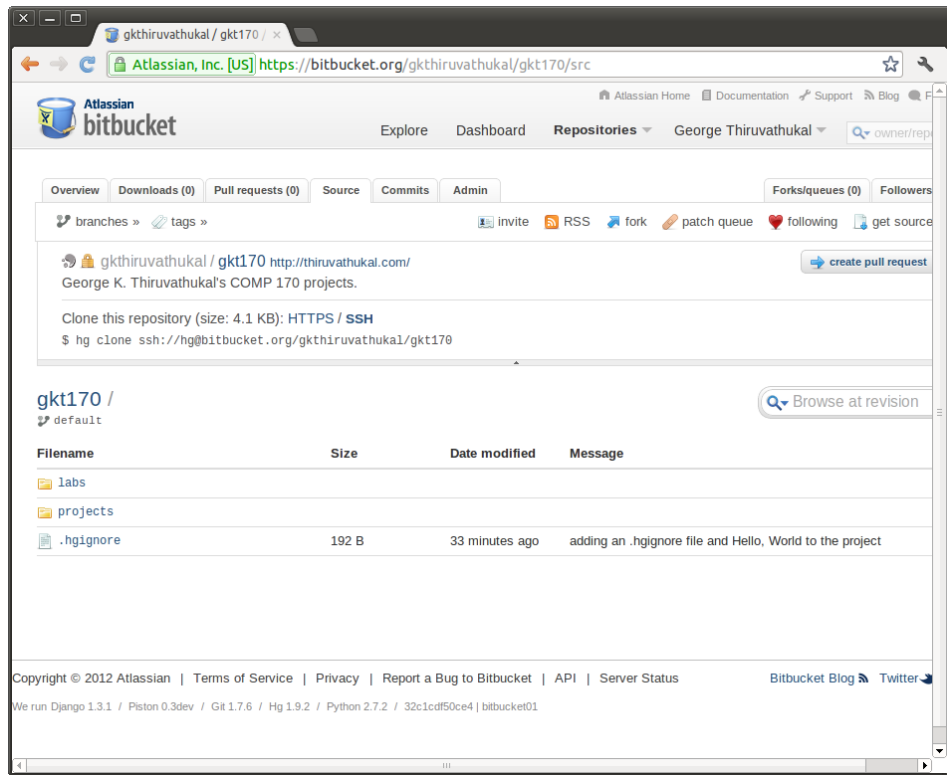 gkthiruvathukal / gkt170 / ×
Atlassian, Inc. [US] https://bitbucket.org/gkthiruvathukal/gkt170/src
Atlassian Home Documentation Support Blog F
Atlassian
bitbucket
Explore Dashboard Repositories George Thiruvathukal owner/repo
Overview Downloads (0) Pull requests (0) Source Commits Admin Forks/queues (0) Followers
branches » tags » invite RSS fork patch queue following get source
gkthiruvathukal / gkt170 http://thiruvathukal.com/ create pull request
George K. Thiruvathukal's COMP 170 projects.
Clone this repository (size: 4.1 KB): HTTPS / SSH
$ hg clone ssh://hg@bitbucket.org/gkthiruvathukal/gkt170
gkt170 / Browse at revision
default
Filename Size Date modified Message
labs
projects
.hgignore 192 B 33 minutes ago adding an .hgignore file and Hello, World to the project
Copyright © 2012 Atlassian | Terms of Service | Privacy | Report a Bug to Bitbucket | API | Server Status Bitbucket Blog Twitter
We run Django 1.3.1 / Piston 0.3dev / Git 1.7.6 / Hg 1.9.2 / Python 2.7.2 / 32c1cdf50ce4 | bitbucket01